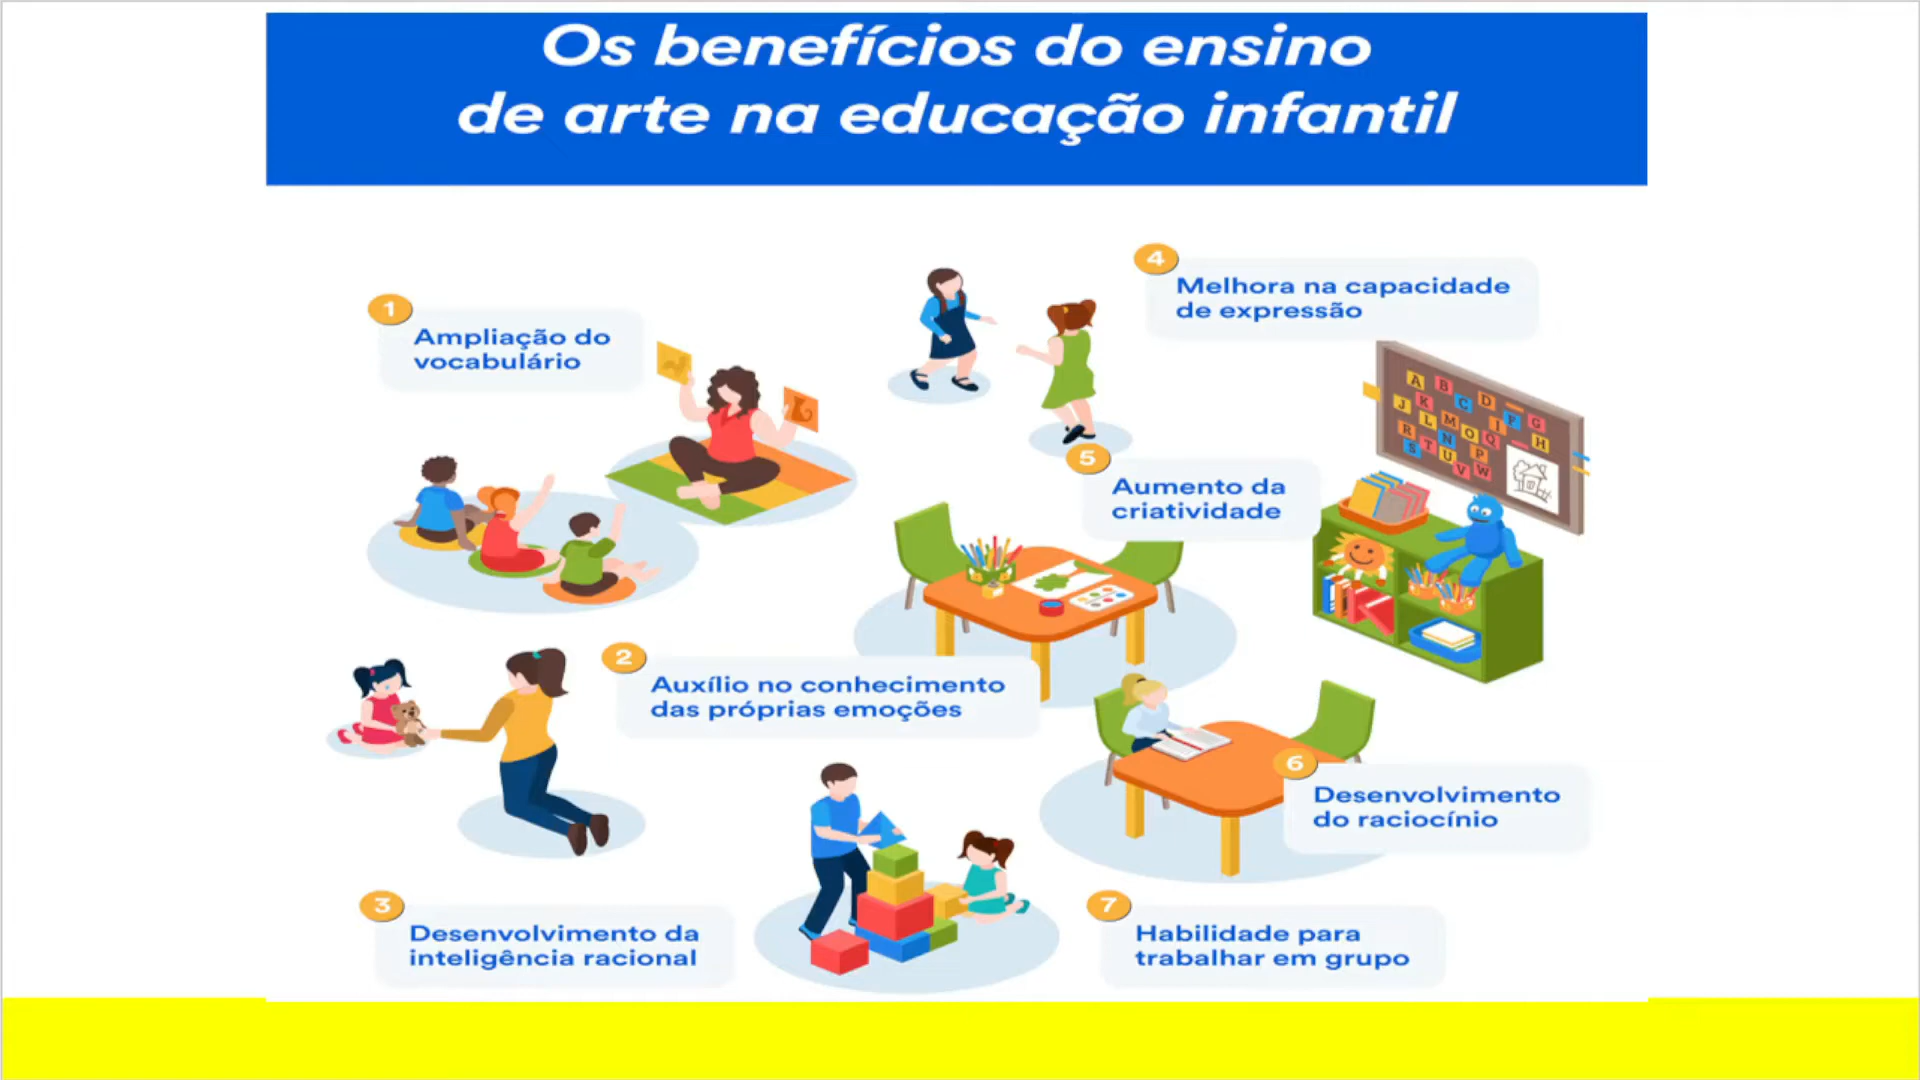 Os benefícios do ensino
de arte na educação infantil
1
Ampliação do
vocabulário
2
Auxílio no conhecimento
das próprias emoções
3
Desenvolvimento da
inteligência racional
4
Melhora na capacidade
de expressão
A B C D F G
J K L M O I Q H
R S T N U P V W
5
Aumento da
criatividade
6
Desenvolvimento
do raciocínio
7
Habilidade para
trabalhar em grupo